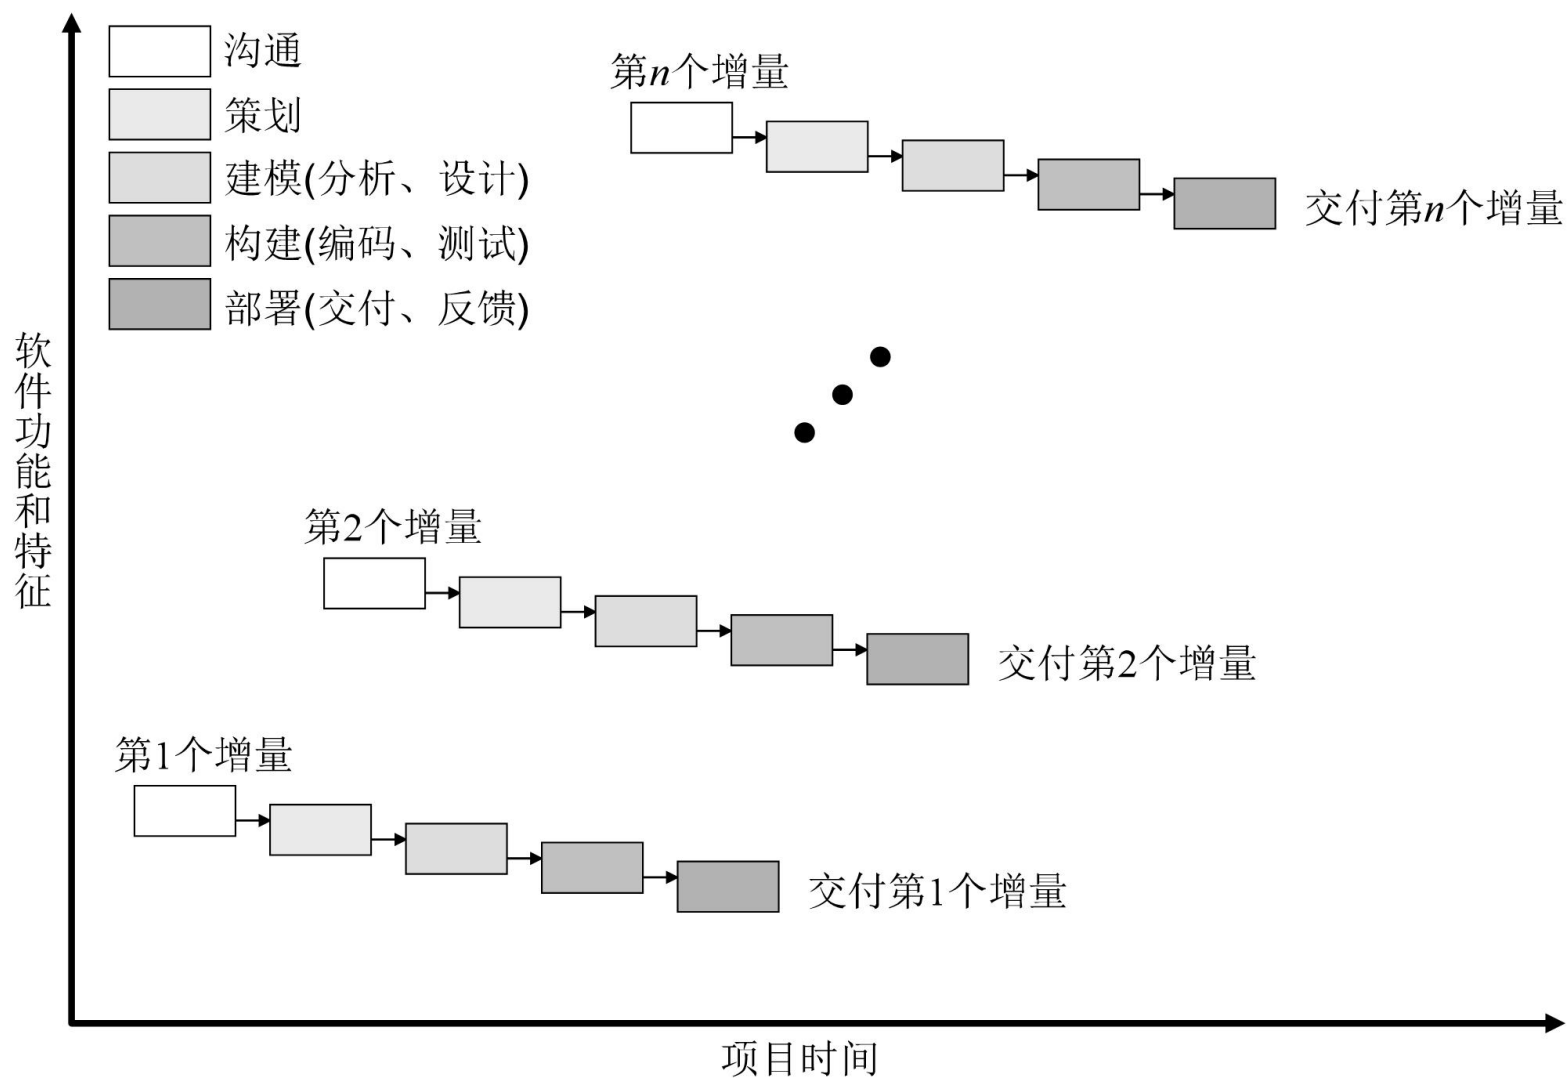 沟通
策划
建模(分析、设计)
构建(编码、测试)
部署(交付、反馈)
第n个增量
交付第n个增量
软件功能和特征
第2个增量
交付第2个增量
第1个增量
交付第1个增量
项目时间